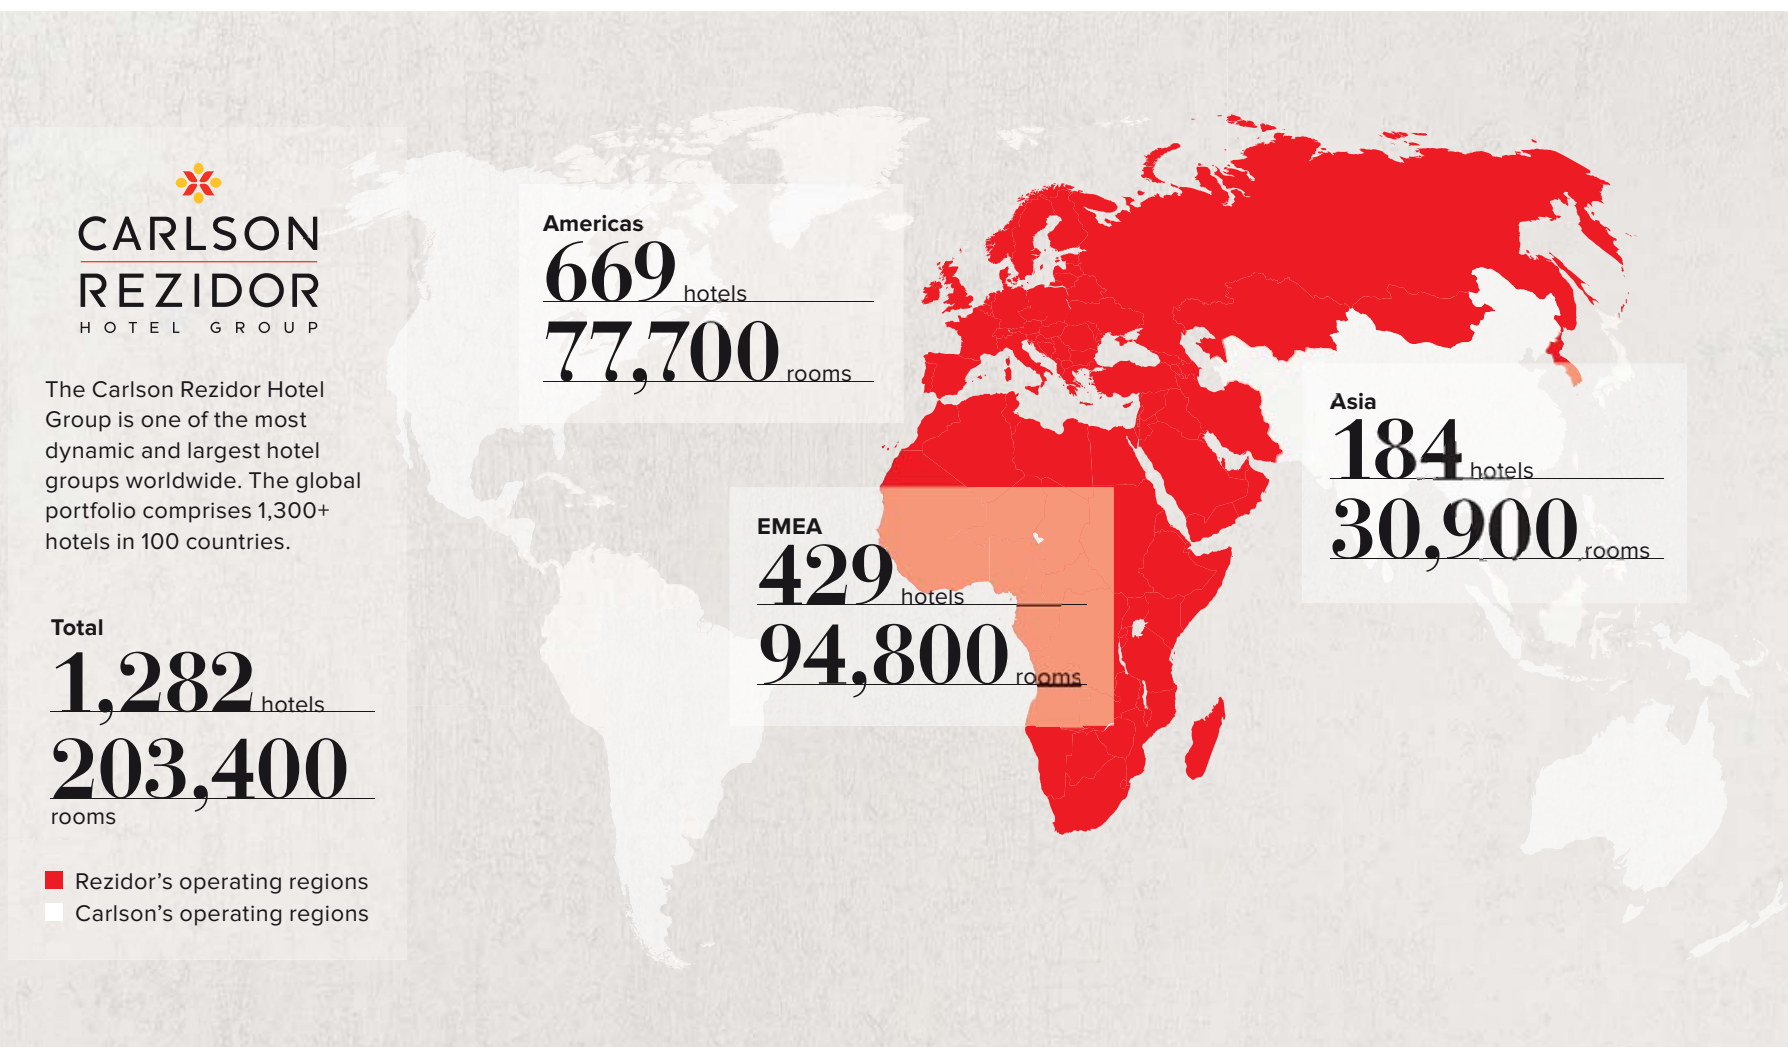 CARLSON
REZIDOR
HOTEL GROUP
The Carlson Rezidor Hotel
Group is one of the most
dynamic and largest hotel
groups worldwide. The global
portfolio comprises 1,300+
hotels in 100 countries.
Total
1,282 hotels
203,400
rooms
Rezidor’s operating regions
Carlson’s operating regions
Americas
669 hotels
77,700 rooms
EMEA
429 hotels
94,800 rooms
Asia
184 hotels
30,900 rooms